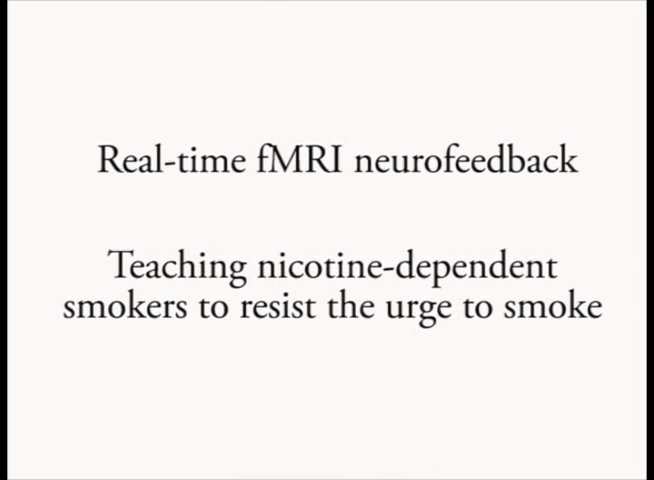 Real-time fMRI neurofeedback
Teaching nicotine-dependent
smokers to resist the urge to smoke